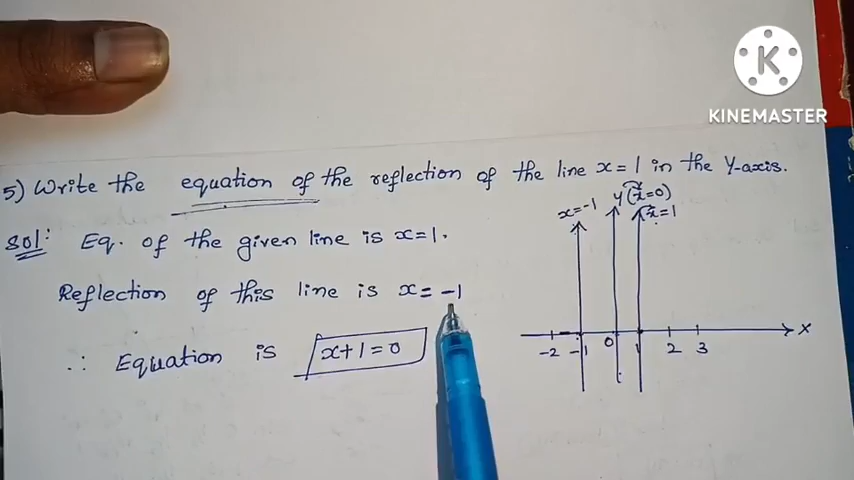 KINEMASTER
5) Write the equation of the reflection of the line x=1 in the Y-axis.
Sol: Eq. of the given line is x=1.
Reflection of this line is x= -1
∴ Equation is x+1=0
x=-1 y(x=0)
x=1
-2 -1 0 1 2 3 X